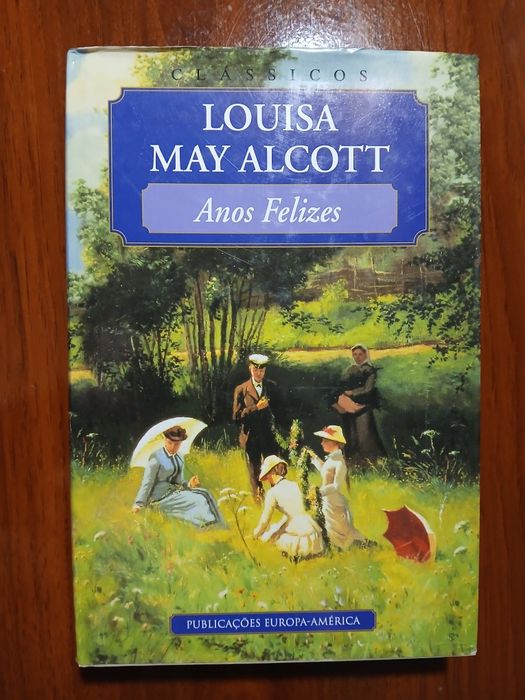 CLÁSSICOS
LOUISA
MAY ALCOTT
Anos Felizes
PUBLICAÇÕES EUROPA-AMÉRICA